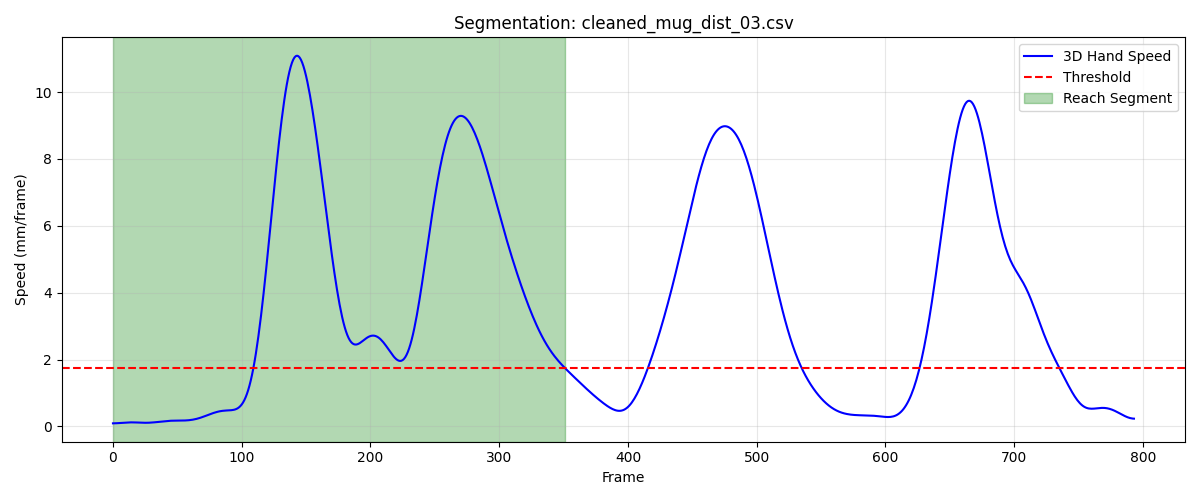 Segmentation: cleaned_mug_dist_03.csv
3D Hand Speed
Threshold
Reach Segment
Speed (mm/frame)
10
8
6
4
2
0
0 100 200 300 400 500 600 700 800
Frame